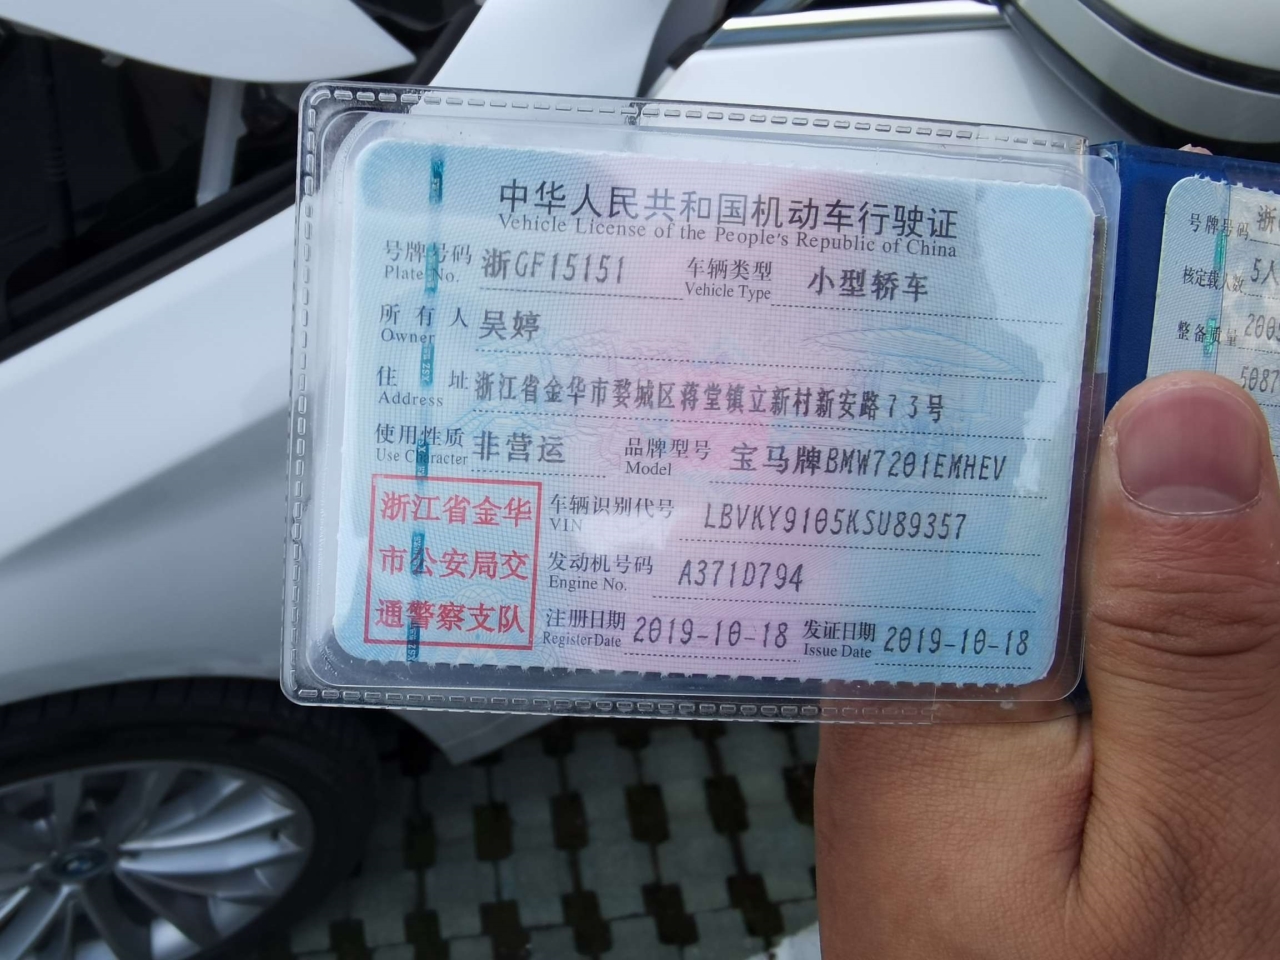 中华人民共和国机动车行驶证
Vehicle License of the People's Republic of China
号牌号码 浙GF15151 车辆类型 小型轿车
Plate No. Vehicle Type
所有人 吴婷
Owner
住址 浙江省金华市婺城区蒋堂镇立新村新安路73号
Address
使用性质 非营运 品牌型号 宝马牌BMW7201EMHEV
Use Character Model
浙江省金华
市公安局交
通警察支队
车辆识别代号 LBVKY9105KSU89357
VIN
发动机号码 A371D794
Engine No.
注册日期 2019-10-18 发证日期 2019-10-18
Register Date Issue Date
号牌号码 浙
核定载人数 5人
整备质量 200
5087